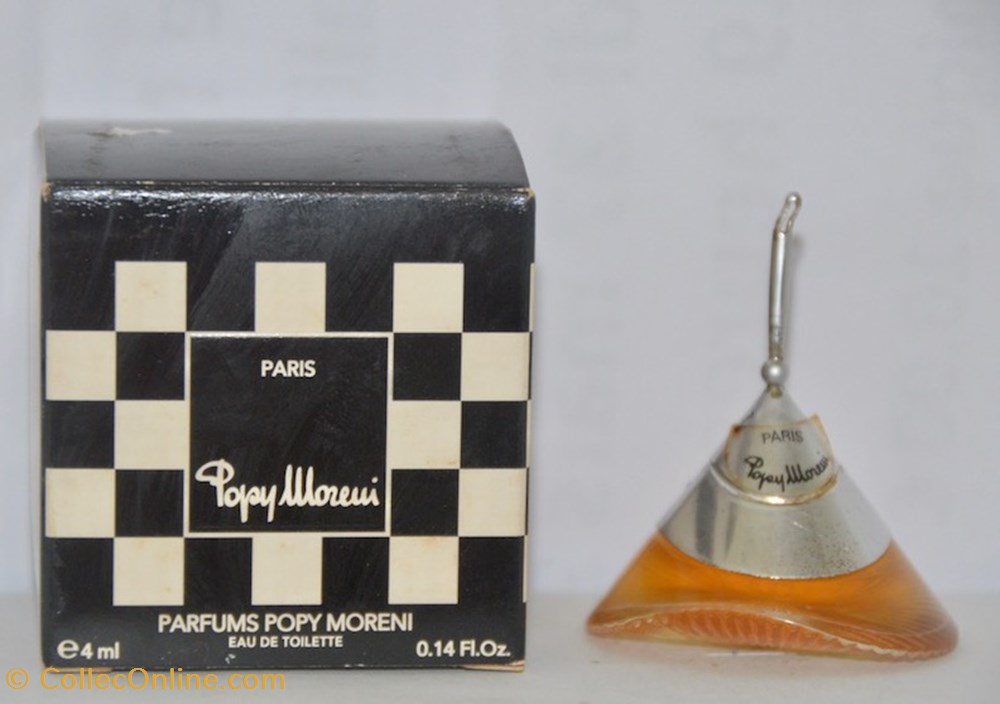 PARIS
Popy Moreni
PARFUMS POPY MORENI
EAU DE TOILETTE
℮4 ml
0.14 Fl.Oz.
PARIS
Popy Moreni
© CollecOnline.com